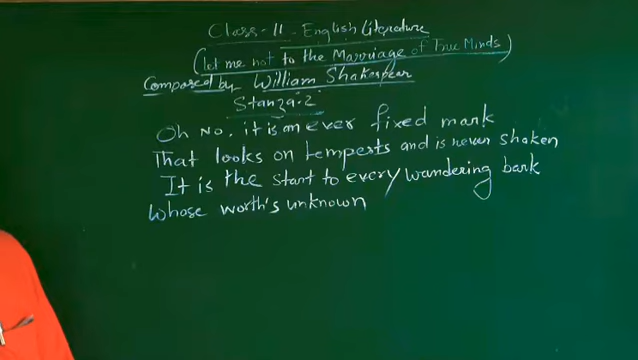 Class-11 - English Literature
(let me not to the Marriage of True Minds)
Composed by William Shakespear
Stanza-2
Oh No, it is an ever fixed mark
That looks on tempests and is never shaken
It is the start to every wandering bark
Whose worth's unknown